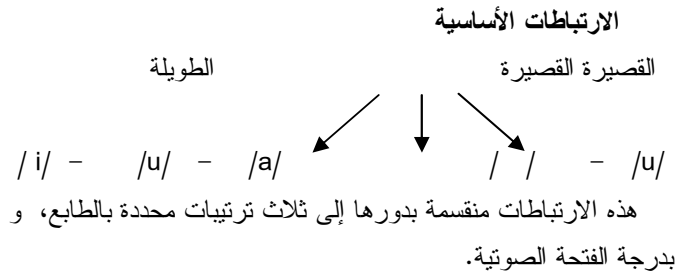 الارتباطات الأساسية
القصيرة القصيرة الطويلة
/u/ – / / /a/ – /u/ – /i/
هذه الارتباطات منقسمة بدورها إلى ثلاث ترتيبات محددة بالطابع، و
بدرجة الفتحة الصوتية.